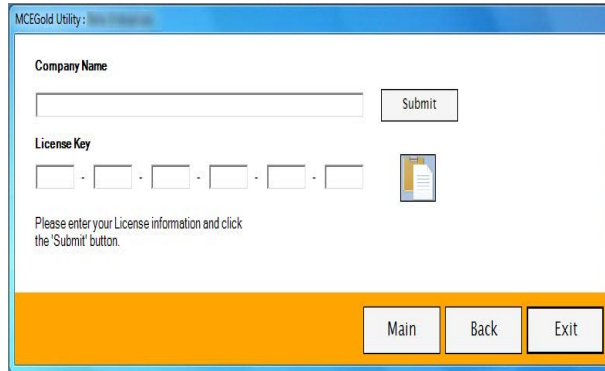 MCEGold Utility :
Company Name
Submit
License Key
- - - - -
Please enter your License information and click
the 'Submit' button.
Main Back Exit